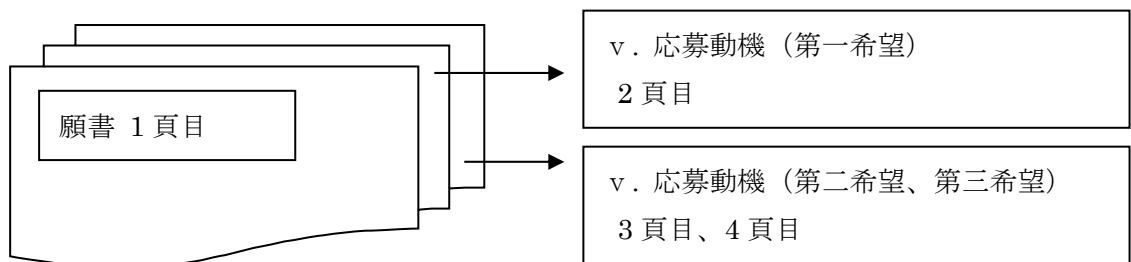 願書 1頁目
v. 応募動機(第一希望)
2頁目
v. 応募動機(第二希望、第三希望)
3頁目、4頁目